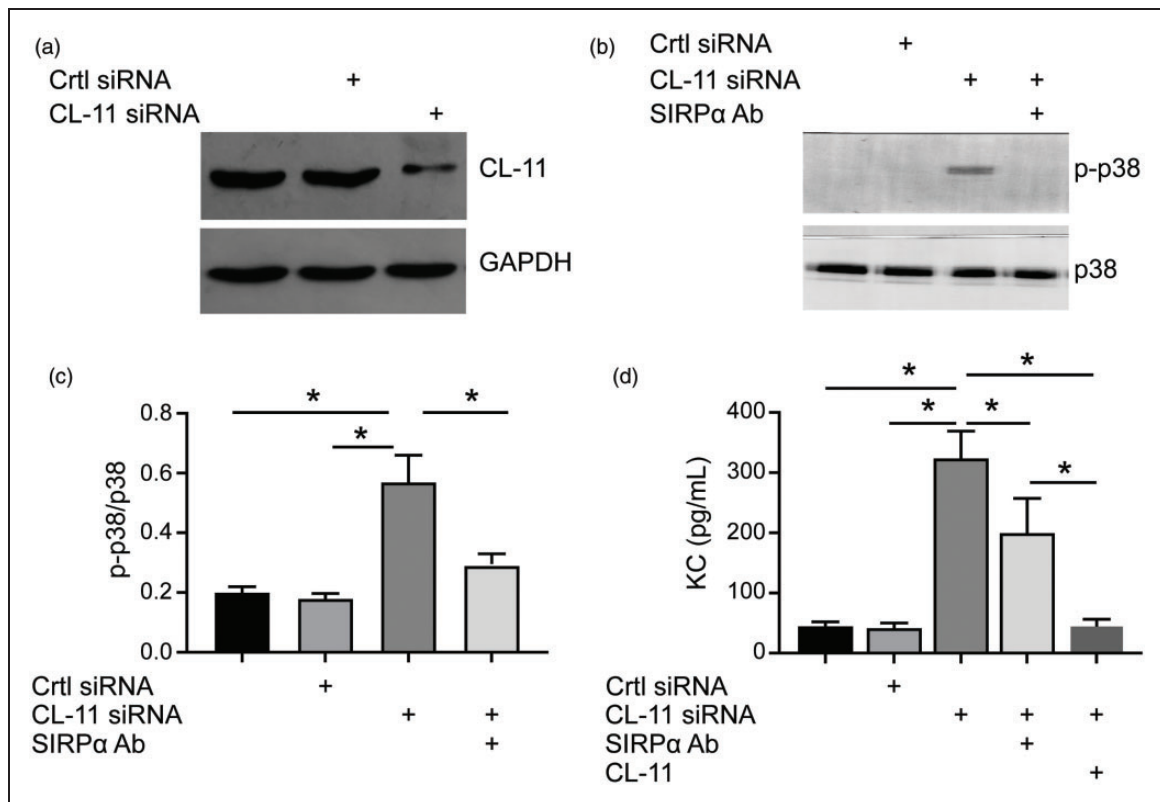 (a)
Crtl siRNA +
CL-11 siRNA +
CL-11
GAPDH
(b)
Crtl siRNA +
CL-11 siRNA + +
SIRPα Ab +
p-p38
p38
(c)
* *
*
0.8
0.6
0.4
0.2
0.0
p-p38/p38
Crtl siRNA +
CL-11 siRNA + +
SIRPα Ab +
(d)
* *
* *
*
400
300
200
100
0
KC (pg/mL)
Crtl siRNA +
CL-11 siRNA + + +
SIRPα Ab +
CL-11 +